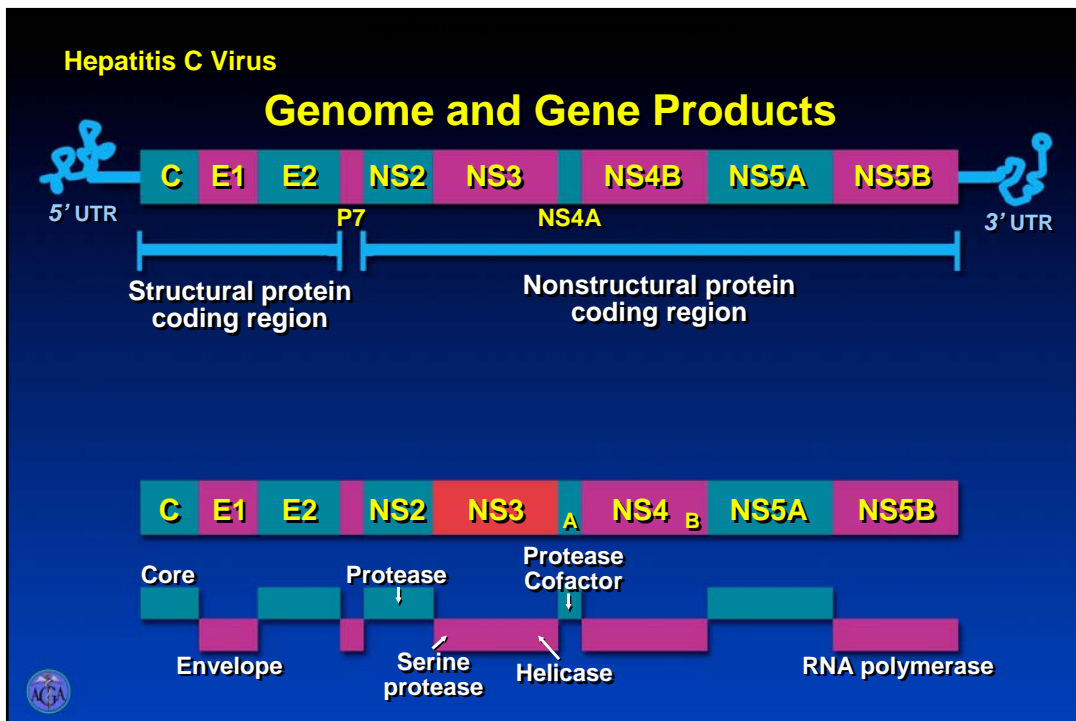 Hepatitis C Virus
Genome and Gene Products
C E1 E2 NS2 NS3 NS4B NS5A NS5B
5’ UTR P7 NS4A 3’ UTR
Structural protein
coding region
Nonstructural protein
coding region
C E1 E2 NS2 NS3 A NS4 B NS5A NS5B
Core Protease Protease
Cofactor
Envelope Serine
protease
Helicase RNA polymerase
AGA